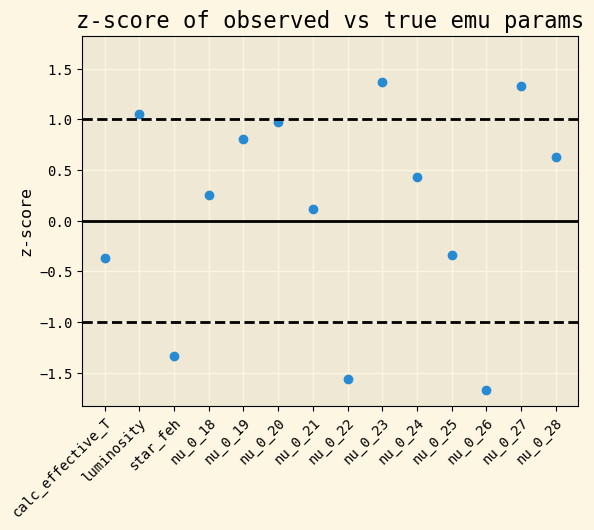 z-score of observed vs true emu params
z-score
1.5
1.0
0.5
0.0
−0.5
−1.0
−1.5
calc_effective_T
luminosity
star_feh
nu_0_18
nu_0_19
nu_0_20
nu_0_21
nu_0_22
nu_0_23
nu_0_24
nu_0_25
nu_0_26
nu_0_27
nu_0_28